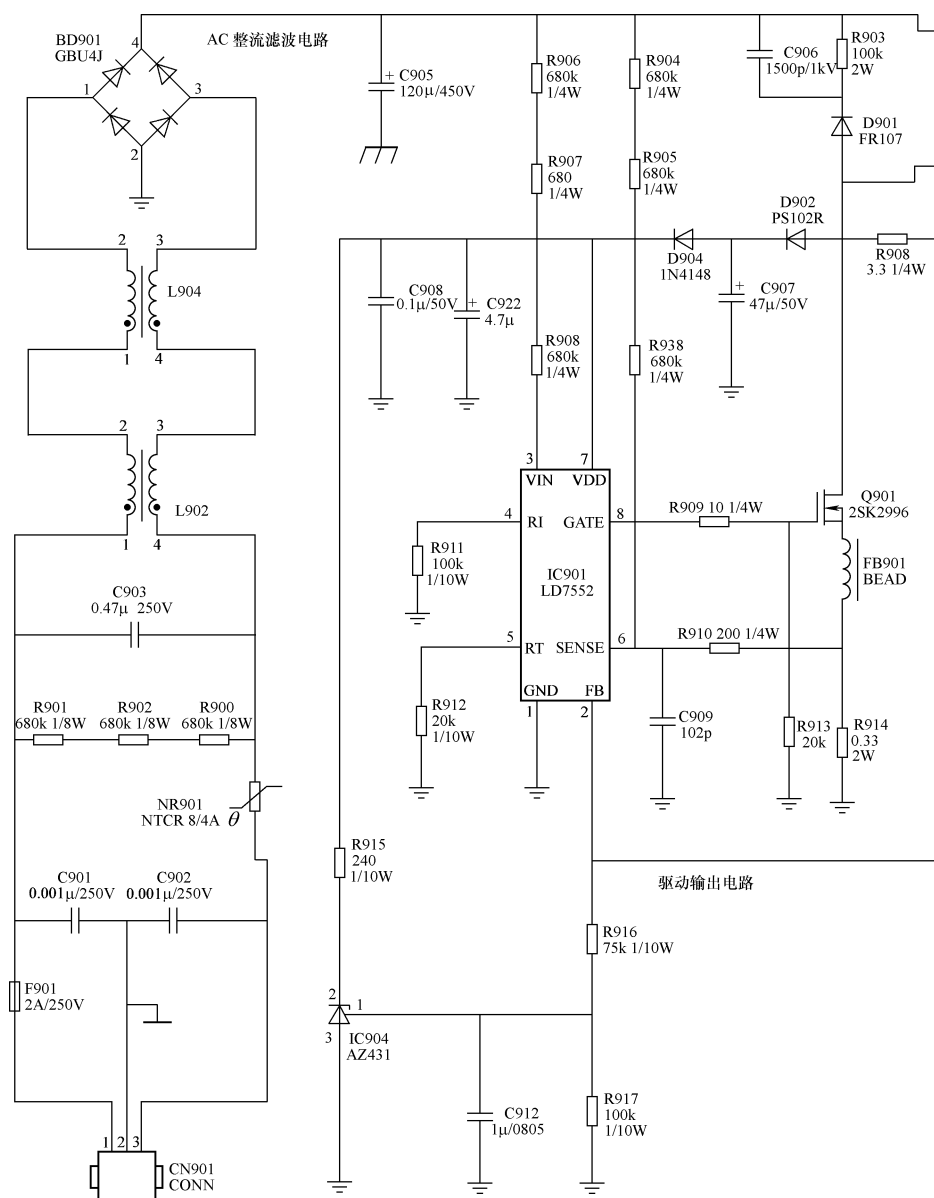 BD901
GBU4J
4
1
3
2
AC 整流滤波电路
+
C905
120μ/450V
R906
680k
1/4W
R904
680k
1/4W
C906
1500p/1kV
R903
100k
2W
D901
FR107
R907
680
1/4W
R905
680k
1/4W
D902
PS102R
D904
1N4148
R908
3.3 1/4W
2
3
L904
1
4
C908
0.1μ/50V
+
C922
4.7μ
+
C907
47μ/50V
R908
680k
1/4W
R938
680k
1/4W
2
3
L902
1
4
3
7
VIN
VDD
4
RI
GATE
8
R909 10 1/4W
Q901
2SK2996
R911
100k
1/10W
IC901
LD7552
FB901
BEAD
C903
0.47μ 250V
5
RT
SENSE
6
R910 200 1/4W
GND
FB
1
2
R901
680k 1/8W
R902
680k 1/8W
R900
680k 1/8W
R912
20k
1/10W
C909
102p
R913
20k
R914
0.33
2W
NR901
NTCR 8/4A
θ
R915
240
1/10W
驱动输出电路
C901
0.001μ/250V
C902
0.001μ/250V
R916
75k 1/10W
F901
2A/250V
2
1
3
IC904
AZ431
C912
1μ/0805
R917
100k
1/10W
1
2
3
CN901
CONN